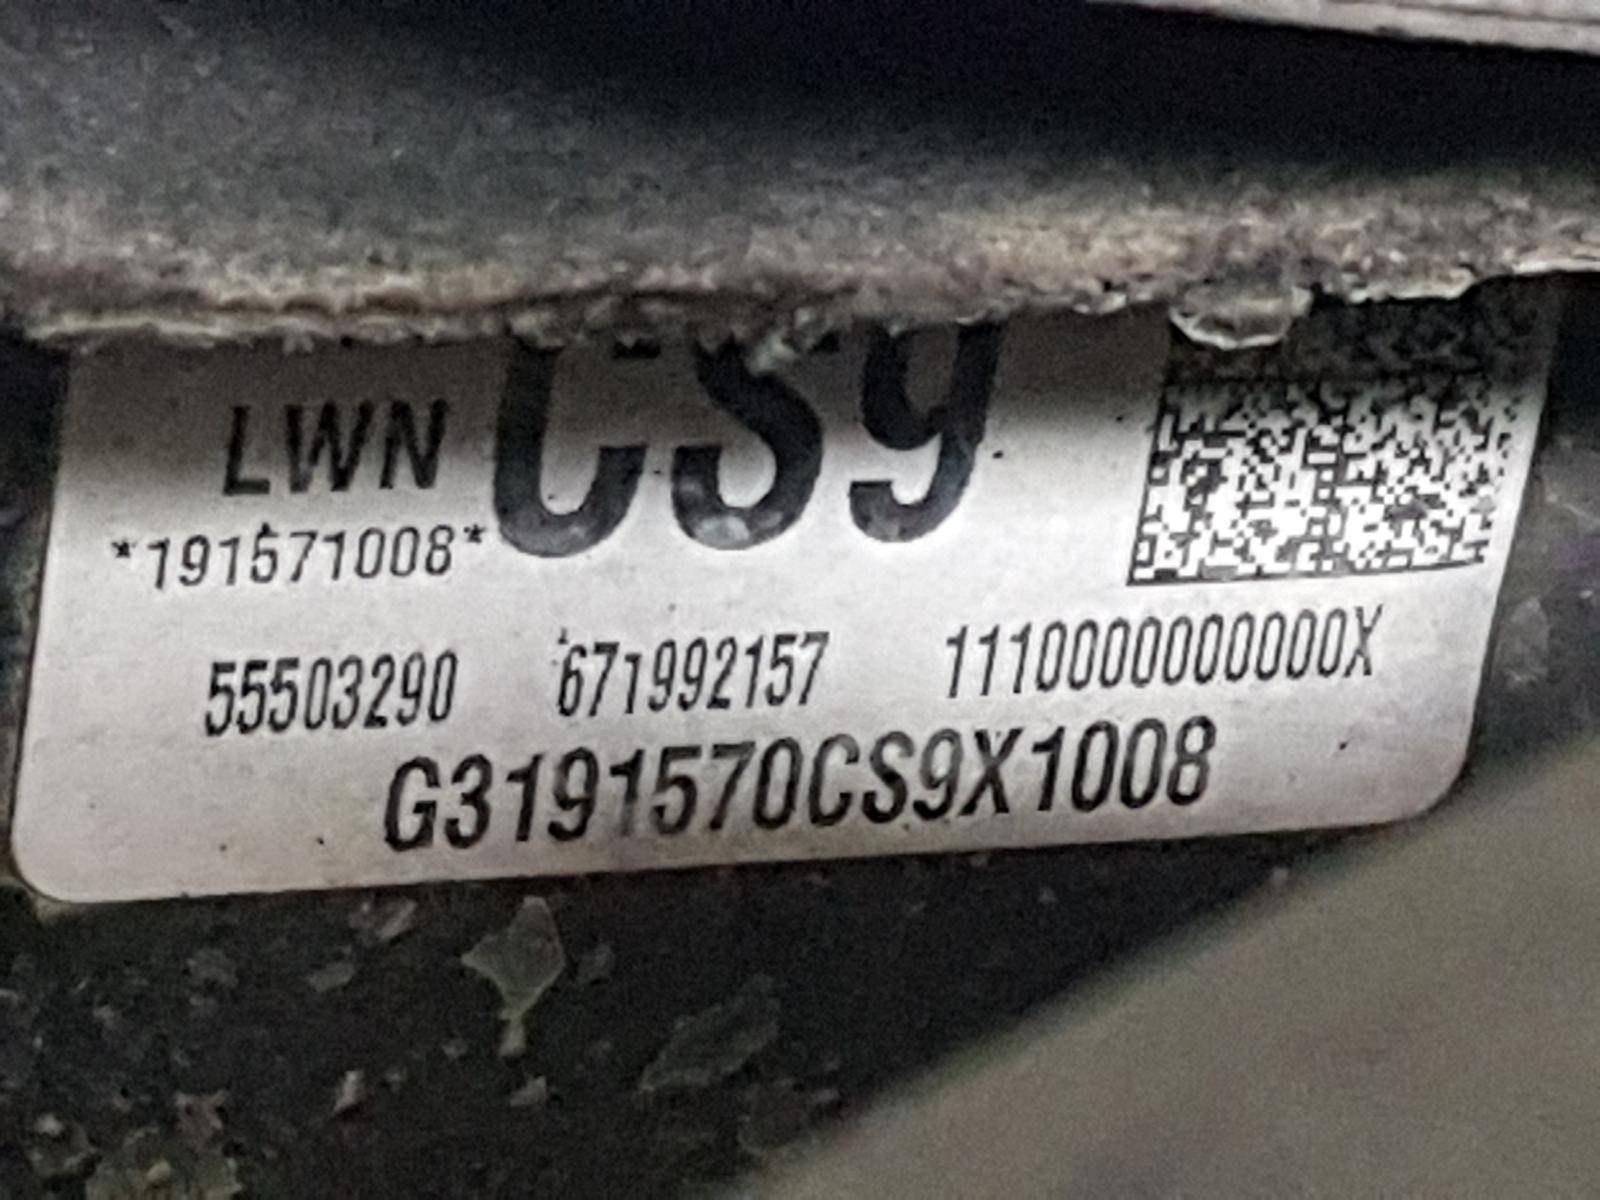 LWN CS9
*191571008*
55503290 671992157 1110000000000X
G3191570CS9X1008